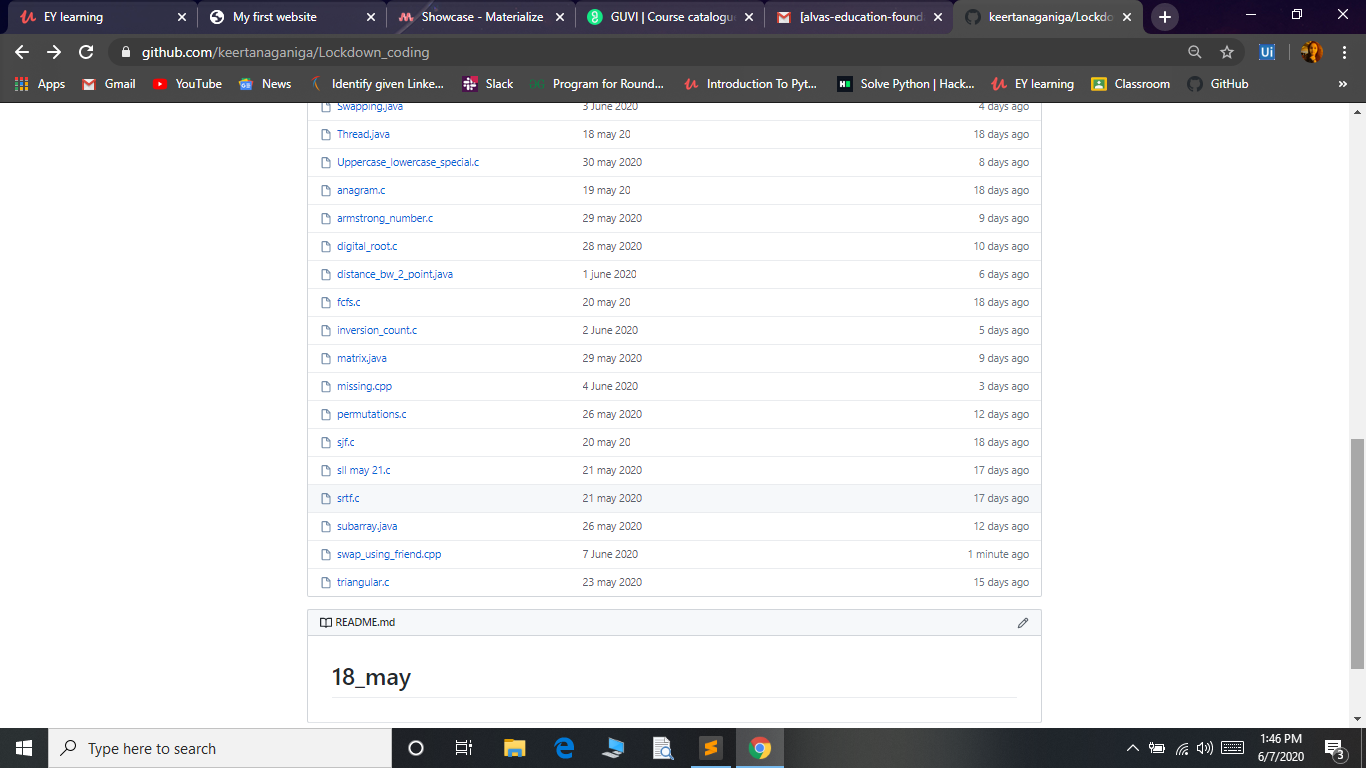 EY learning
My first website
Showcase - Materialize
GUVI | Course catalogue
[alvas-education-found
keertanaganiga/Lockdo
github.com/keertanaganiga/Lockdown_coding
Ui
Apps
Gmail
YouTube
News
Identify given Linke...
Slack
Program for Round...
Introduction To Pyt...
Solve Python | Hack...
EY learning
Classroom
GitHub
»
Swapping.java 3 June 2020 4 days ago
Thread.java 18 may 20 18 days ago
Uppercase_lowercase_special.c 30 may 2020 8 days ago
anagram.c 19 may 20 18 days ago
armstrong_number.c 29 may 2020 9 days ago
digital_root.c 28 may 2020 10 days ago
distance_bw_2_point.java 1 june 2020 6 days ago
fcfs.c 20 may 20 18 days ago
inversion_count.c 2 June 2020 5 days ago
matrix.java 29 may 2020 9 days ago
missing.cpp 4 June 2020 3 days ago
permutations.c 26 may 2020 12 days ago
sjf.c 20 may 20 18 days ago
sll may 21.c 21 may 2020 17 days ago
srtf.c 21 may 2020 17 days ago
subarray.java 26 may 2020 12 days ago
swap_using_friend.cpp 7 June 2020 1 minute ago
triangular.c 23 may 2020 15 days ago
README.md
18_may
Type here to search
1:46 PM
6/7/2020
3